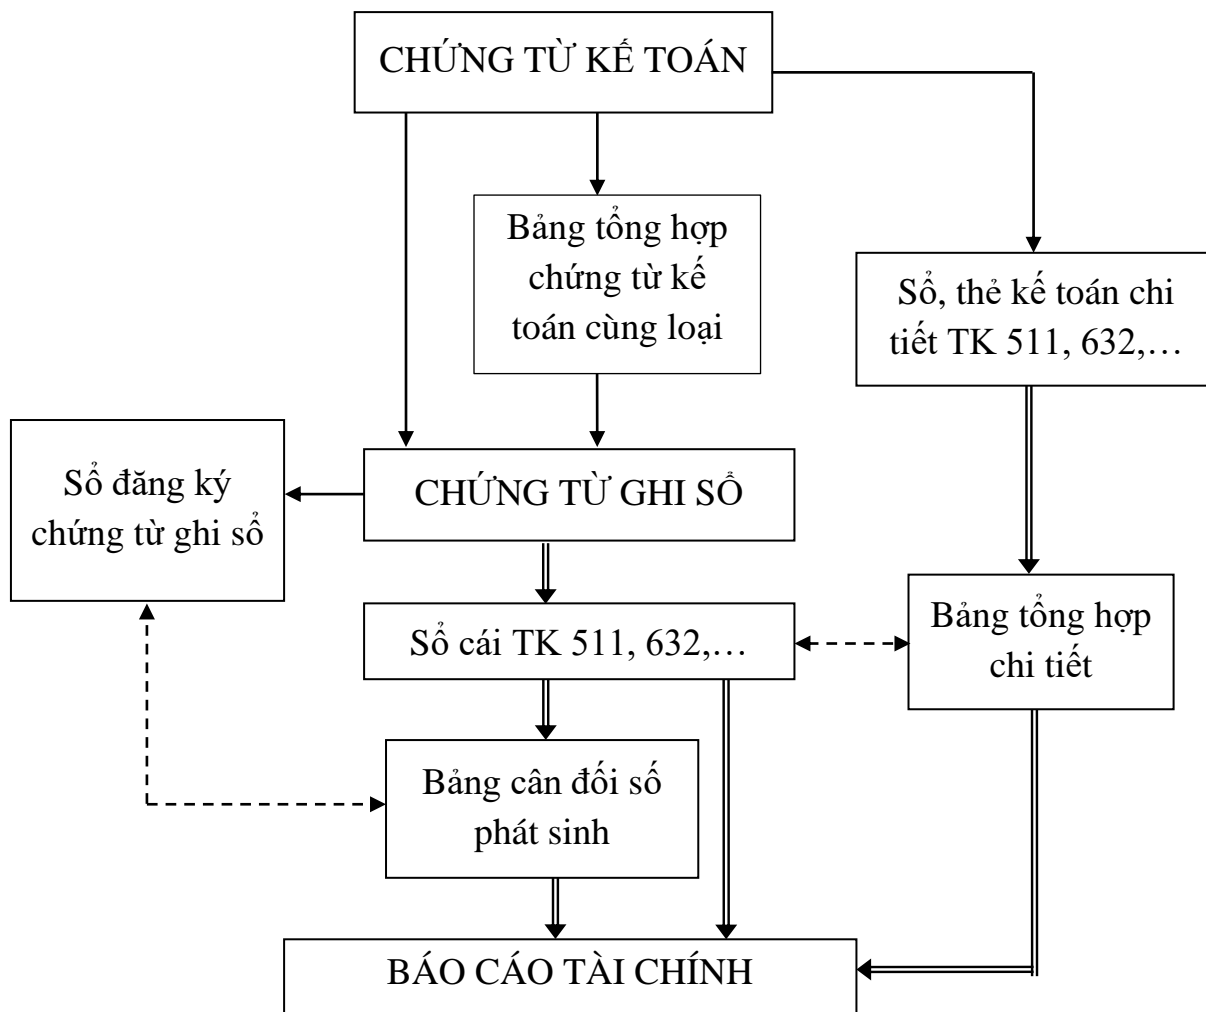 CHỨNG TỪ KẾ TOÁN
Bảng tổng hợp
chứng từ kế
toán cùng loại
Sổ, thẻ kế toán chi
tiết TK 511, 632,…
Sổ đăng ký
chứng từ ghi sổ
CHỨNG TỪ GHI SỔ
Sổ cái TK 511, 632,…
Bảng tổng hợp
chi tiết
Bảng cân đối số
phát sinh
BÁO CÁO TÀI CHÍNH